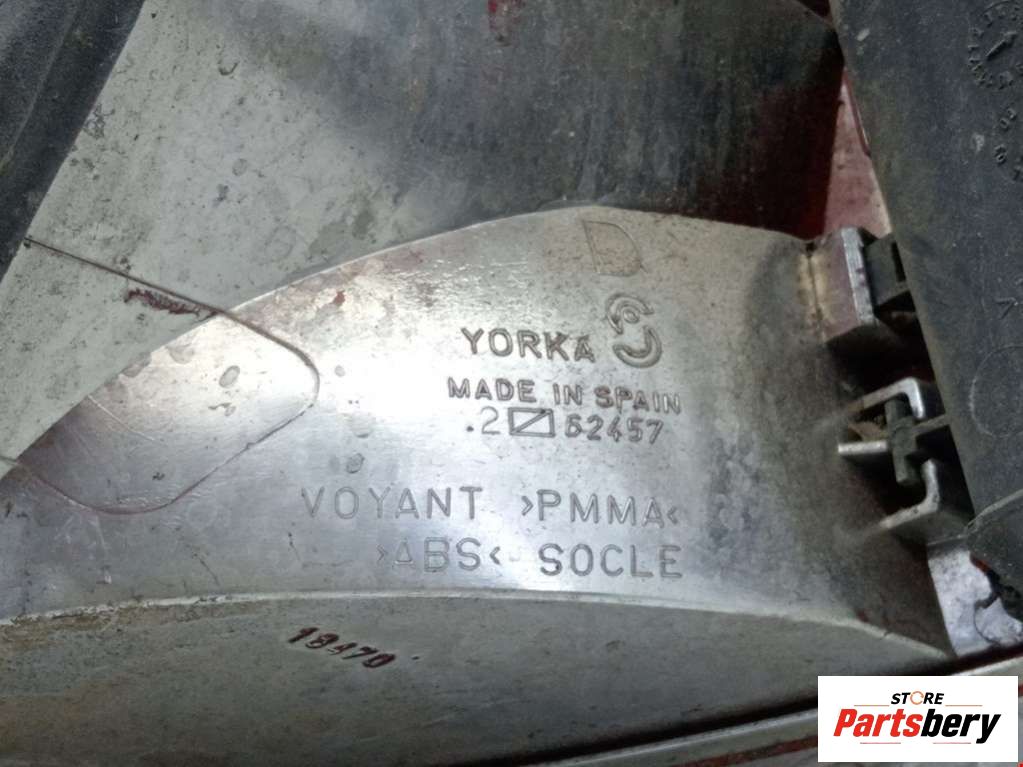 D
YORKA
MADE IN SPAIN
.2 62457
VOYANT >PMMA<
>ABS< SOCLE
18470
STORE
Partsbery